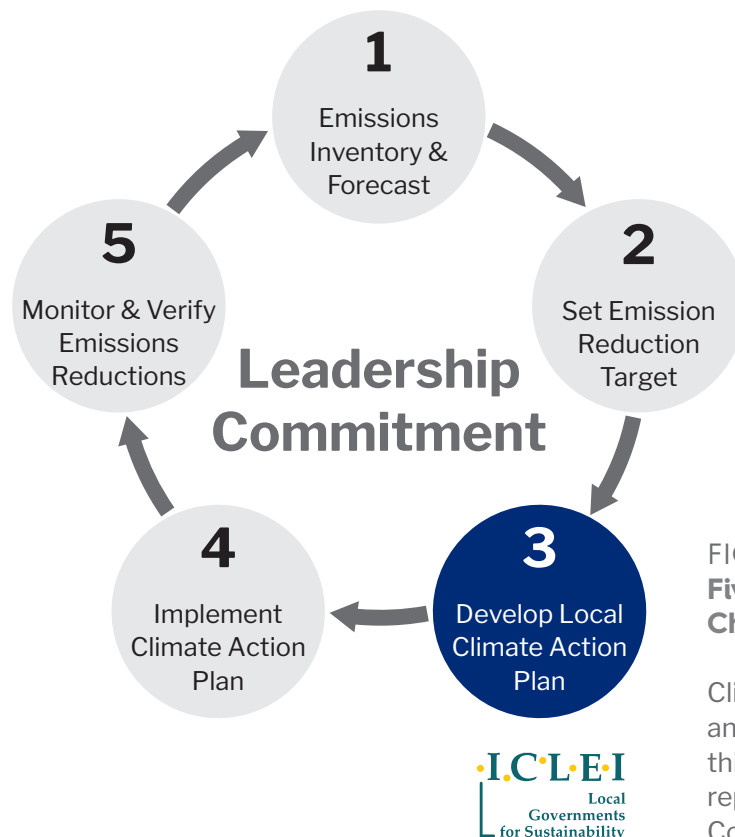 1
Emissions
Inventory &
Forecast
2
Set Emission
Reduction
Target
3
Develop Local
Climate Action
Plan
4
Implement
Climate Action
Plan
5
Monitor & Verify
Emissions
Reductions
Leadership
Commitment
I.C.L.E.I
Local
Governments
for Sustainability